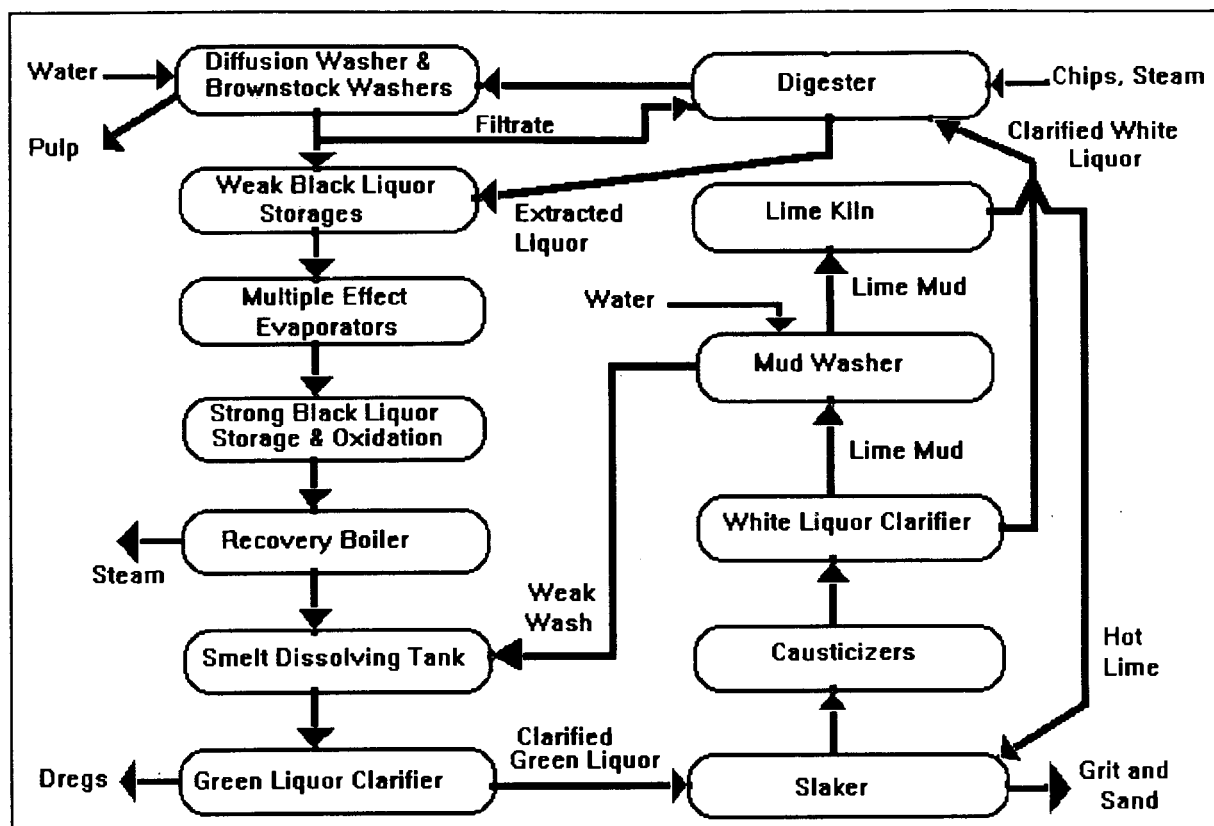 Water
Diffusion Washer &
Brownstock Washers
Digester
Chips, Steam
Pulp
Filtrate
Clarified White
Liquor
Weak Black Liquor
Storages
Extracted
Liquor
Lime Kiln
Multiple Effect
Evaporators
Water
Lime Mud
Mud Washer
Strong Black Liquor
Storage & Oxidation
Lime Mud
Recovery Boiler
Steam
White Liquor Clarifier
Weak
Wash
Smelt Dissolving Tank
Causticizers
Hot
Lime
Clarified
Green Liquor
Dregs
Green Liquor Clarifier
Slaker
Grit and
Sand